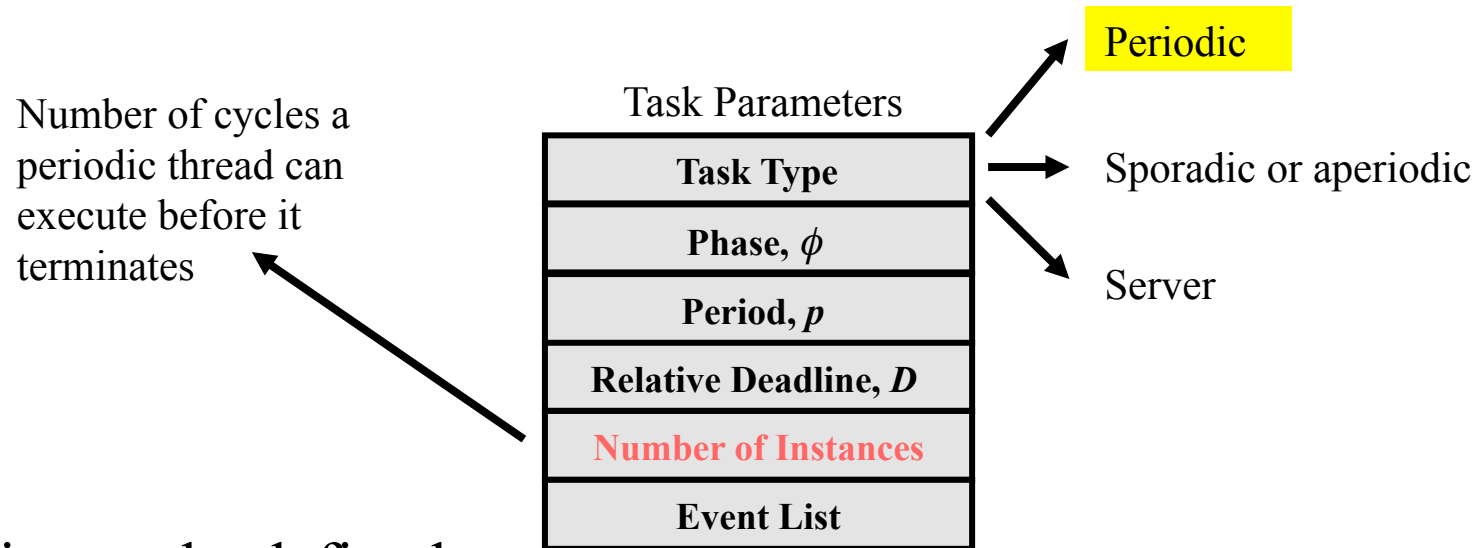 Number of cycles a
periodic thread can
execute before it
terminates
Task Parameters
Task Type
Phase, ϕ
Period, p
Relative Deadline, D
Number of Instances
Event List
Periodic
Sporadic or aperiodic
Server